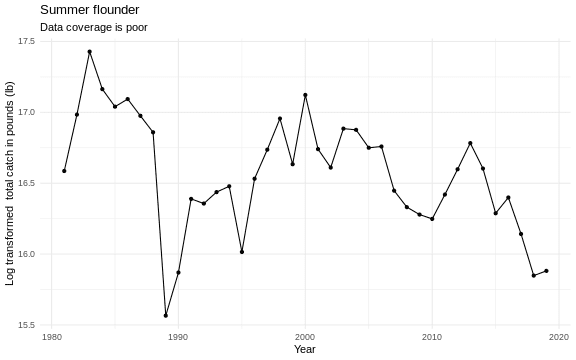 Summer flounder
Data coverage is poor
Log transformed  total catch in pounds (lb)
17.5
17.0
16.5
16.0
15.5
1980 1990 2000 2010 2020
Year